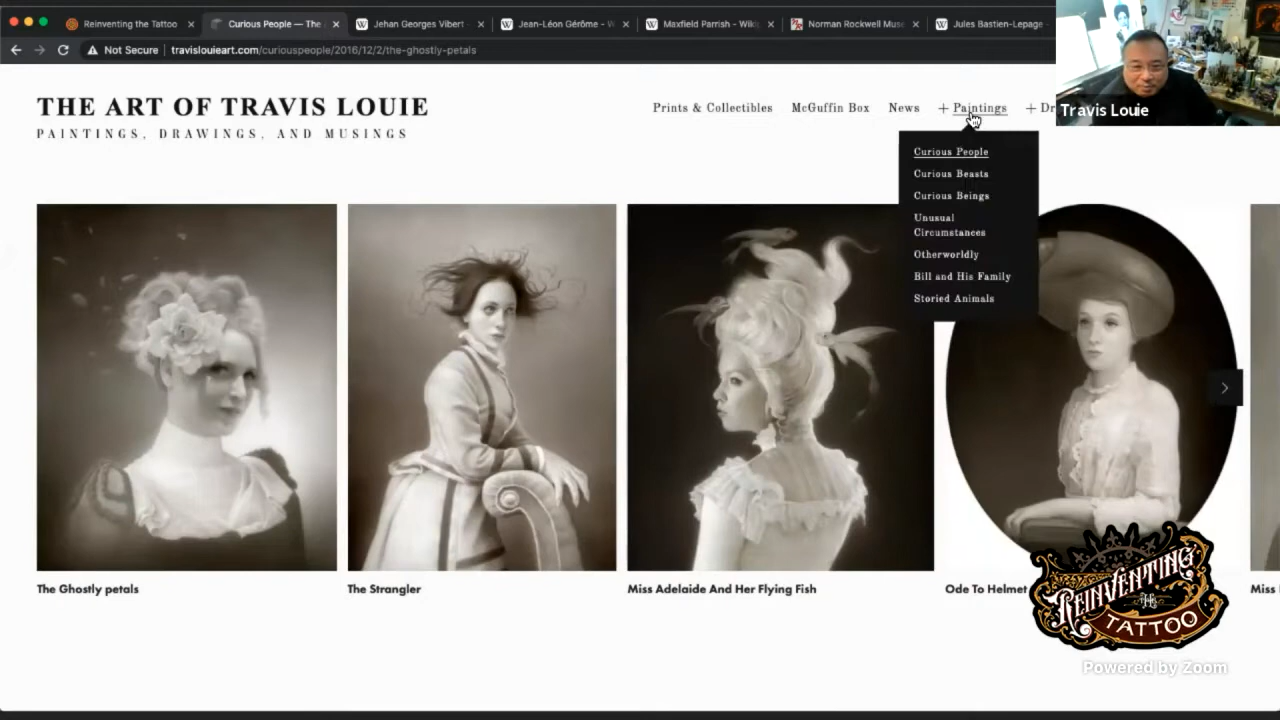 Reinventing the Tattoo
Curious People — The
Jehan Georges Vibert
Jean-Léon Gérôme - W
Maxfield Parrish - Wiki
Norman Rockwell Muse
Jules Bastien-Lepage -
Not Secure
travislouieart.com/curiouspeople/2016/12/2/the-ghostly-petals
Travis Louie
THE ART OF TRAVIS LOUIE
PAINTINGS, DRAWINGS, AND MUSINGS
Prints & Collectibles
McGuffin Box
News
+ Paintings
+ Dr
Curious People
Curious Beasts
Curious Beings
Unusual
Circumstances
Otherworldly
Bill and His Family
Storied Animals
The Ghostly petals
The Strangler
Miss Adelaide And Her Flying Fish
Ode To Helmet
Miss
REINVENTING
THE
TATTOO
Powered by Zoom